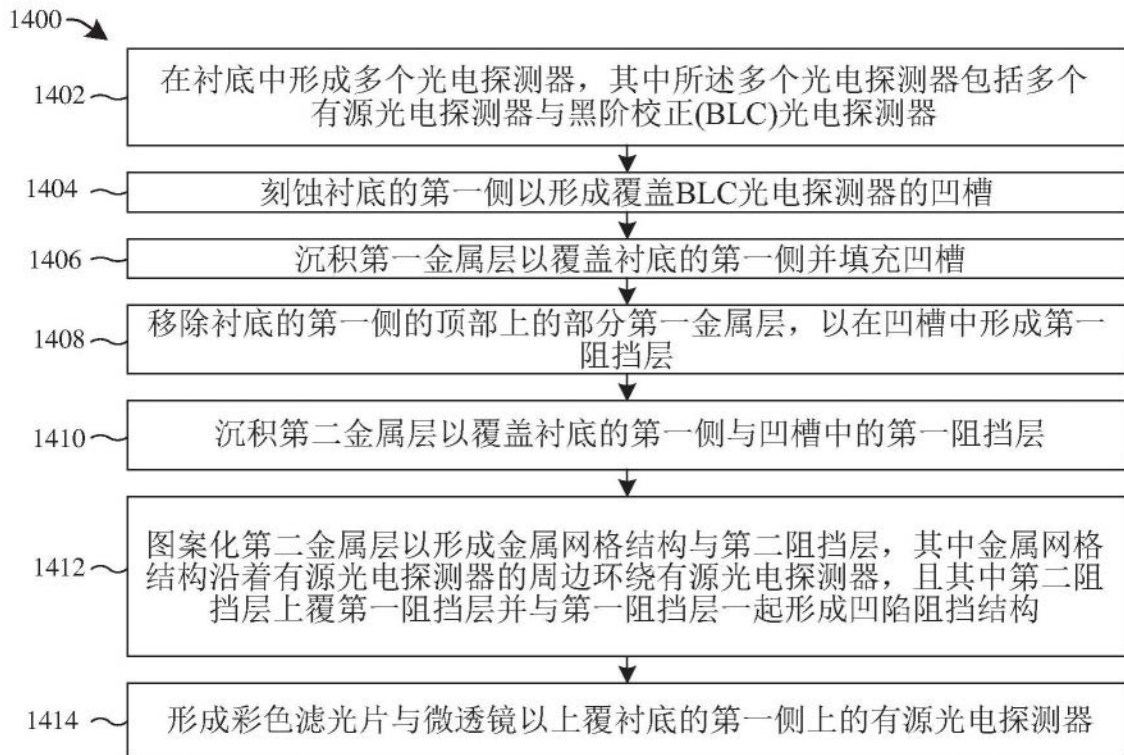 1400
1402
在衬底中形成多个光电探测器，其中所述多个光电探测器包括多个
有源光电探测器与黑阶校正(BLC)光电探测器
1404
刻蚀衬底的第一侧以形成覆盖BLC光电探测器的凹槽
1406
沉积第一金属层以覆盖衬底的第一侧并填充凹槽
1408
移除衬底的第一侧的顶部上的部分第一金属层，以在凹槽中形成第一
阻挡层
1410
沉积第二金属层以覆盖衬底的第一侧与凹槽中的第一阻挡层
1412
图案化第二金属层以形成金属网格结构与第二阻挡层，其中金属网格
结构沿着有源光电探测器的周边环绕有源光电探测器，且其中第二阻
挡层上覆第一阻挡层并与第一阻挡层一起形成凹陷阻挡结构
1414
形成彩色滤光片与微透镜以上覆衬底的第一侧上的有源光电探测器